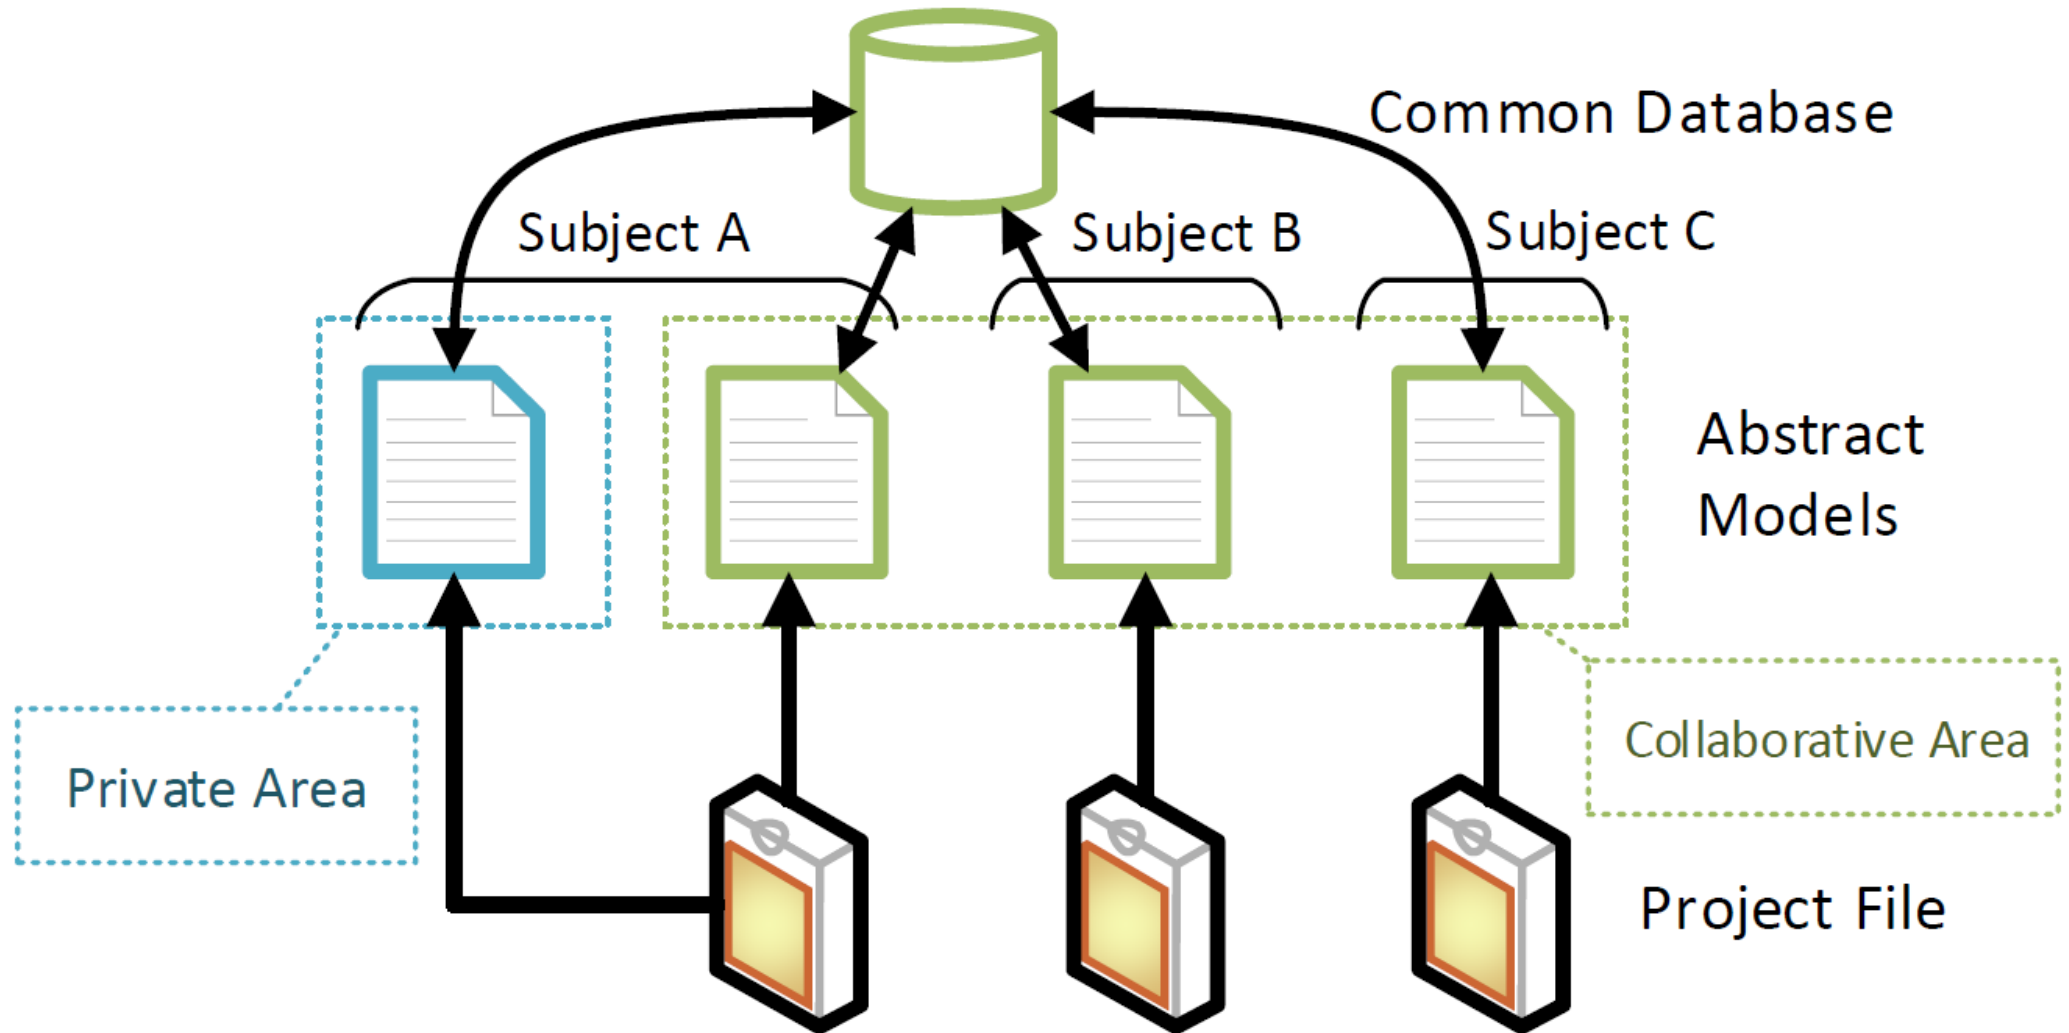 Common Database
Subject A
Subject B
Subject C
Abstract
Models
Private Area
Collaborative Area
Project File